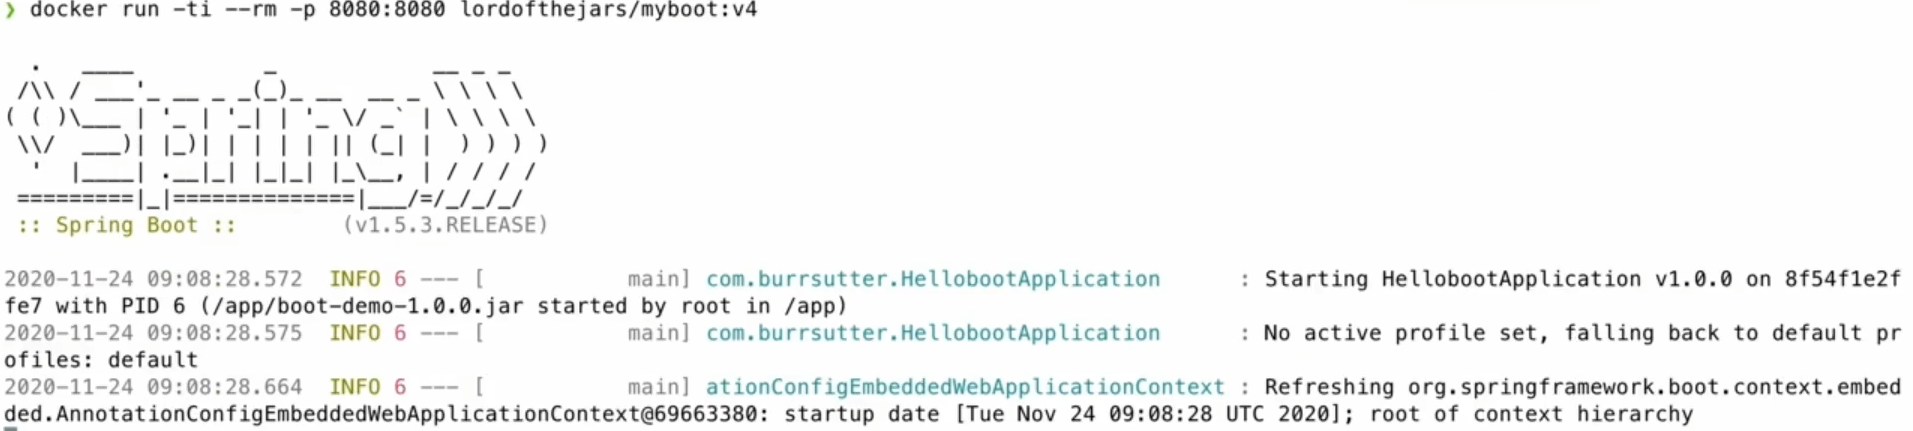 ❯ docker run -ti --rm -p 8080:8080 lordofthejars/myboot:v4
  .   ____          _            __ _ _
 /\\ / ___'_ __ _ _(_)_ __  __ _ \ \ \ \
( ( )\___ | '_ | '_| | '_ \/ _` | \ \ \ \
 \\/  ___)| |_)| | | | | || (_| |  ) ) ) )
  '  |____| .__|_| |_|_| |_\__, | / / / /
 =========|_|==============|___/=/_/_/_/
 :: Spring Boot ::        (v1.5.3.RELEASE)
2020-11-24 09:08:28.572  INFO 6 --- [           main] com.burrsutter.HellobootApplication      : Starting HellobootApplication v1.0.0 on 8f54f1e2f
fe7 with PID 6 (/app/boot-demo-1.0.0.jar started by root in /app)
2020-11-24 09:08:28.575  INFO 6 --- [           main] com.burrsutter.HellobootApplication      : No active profile set, falling back to default pr
ofiles: default
2020-11-24 09:08:28.664  INFO 6 --- [           main] ationConfigEmbeddedWebApplicationContext : Refreshing org.springframework.boot.context.embed
ded.AnnotationConfigEmbeddedWebApplicationContext@69663380: startup date [Tue Nov 24 09:08:28 UTC 2020]; root of context hierarchy